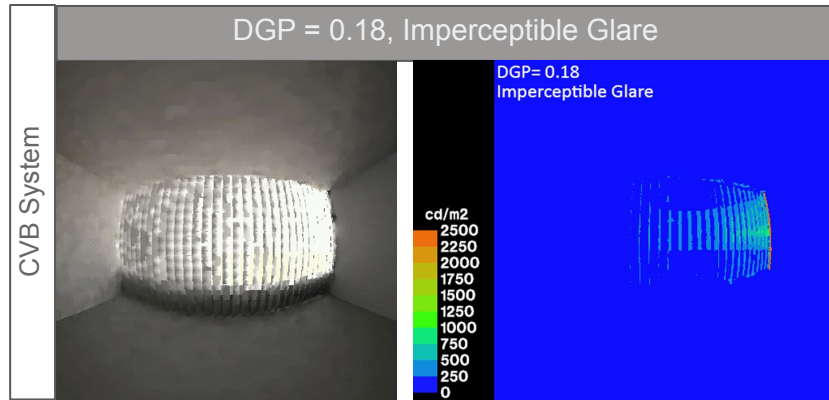 DGP = 0.18, Imperceptible Glare
CVB System
DGP= 0.18
Imperceptible Glare
cd/m2
2500
2250
2000
1750
1500
1250
1000
750
500
250
0